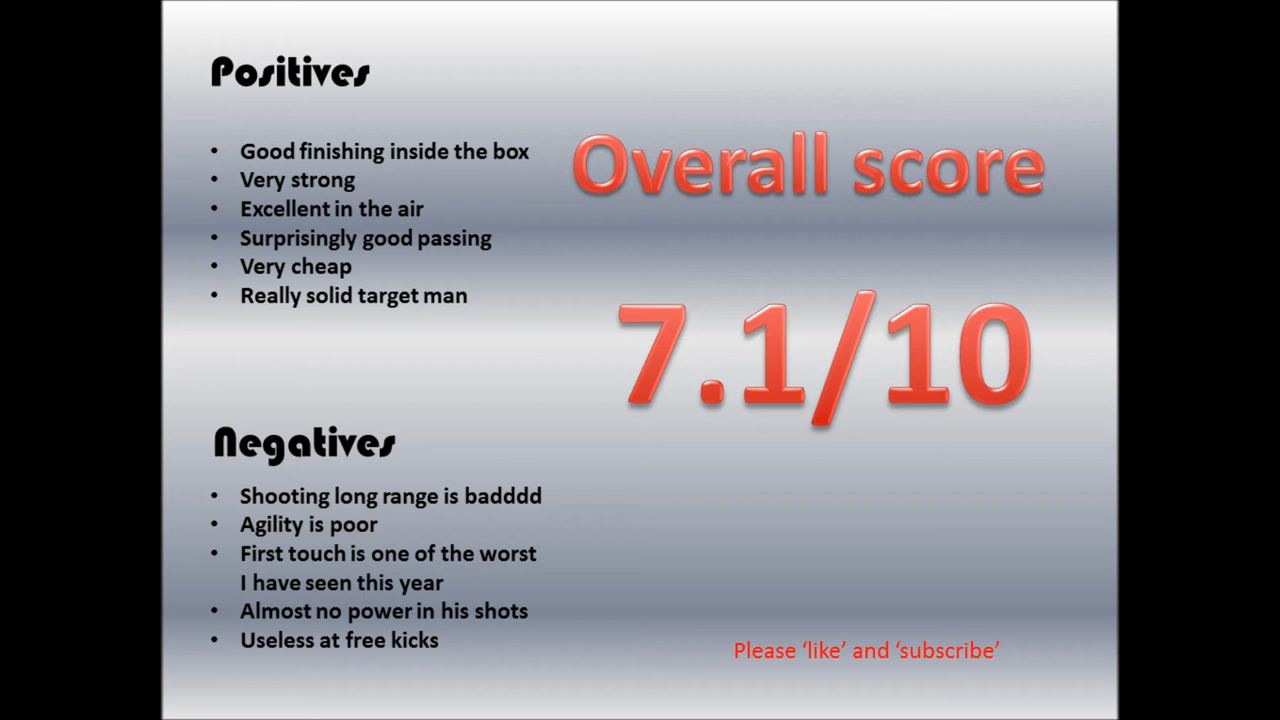 Positives
• Good finishing inside the box
• Very strong
• Excellent in the air
• Surprisingly good passing
• Very cheap
• Really solid target man
Overall score
7.1/10
Negatives
• Shooting long range is badddd
• Agility is poor
• First touch is one of the worst
I have seen this year
• Almost no power in his shots
• Useless at free kicks
Please ‘like’ and ‘subscribe’